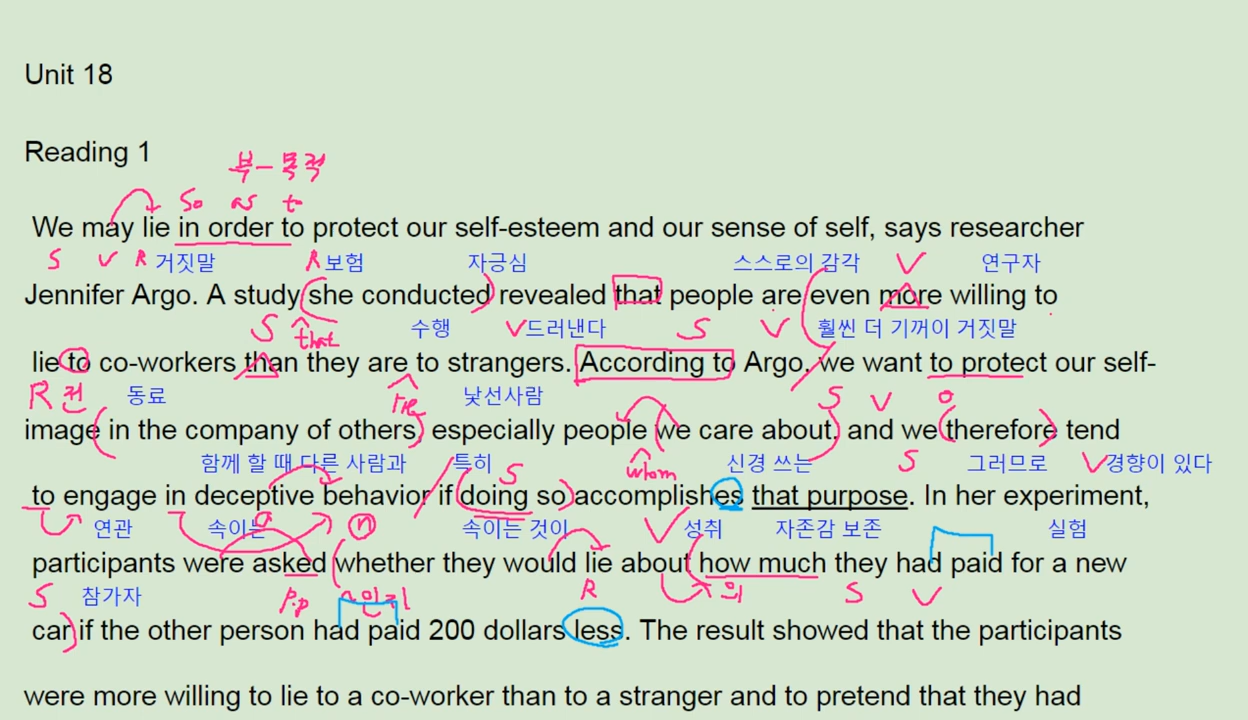 Unit 18
Reading 1
부-목적
so as to
We may lie in order to protect our self-esteem and our sense of self, says researcher
S V R 거짓말 R 보험 자긍심 스스로의 감각 V 연구자
Jennifer Argo. A study she conducted revealed that people are even more willing to
S that 수행 V 드러낸다 S V 훨씬 더 기꺼이 거짓말
lie to co-workers than they are to strangers. According to Argo, we want to protect our self-
R 전 동료 lie 낯선사람 S V o
image in the company of others, especially people we care about, and we therefore tend
함께 할 때 다른 사람과 특히 S whom 신경 쓰는 S 그러므로 V 경향이 있다
to engage in deceptive behavior if doing so accomplishes that purpose. In her experiment,
연관 속이는 a n 속이는 것이 V 성취 자존감 보존 실험
participants were asked whether they would lie about how much they had paid for a new
S 참가자 p.p ~인지 R 의 S V
car if the other person had paid 200 dollars less. The result showed that the participants
were more willing to lie to a co-worker than to a stranger and to pretend that they had